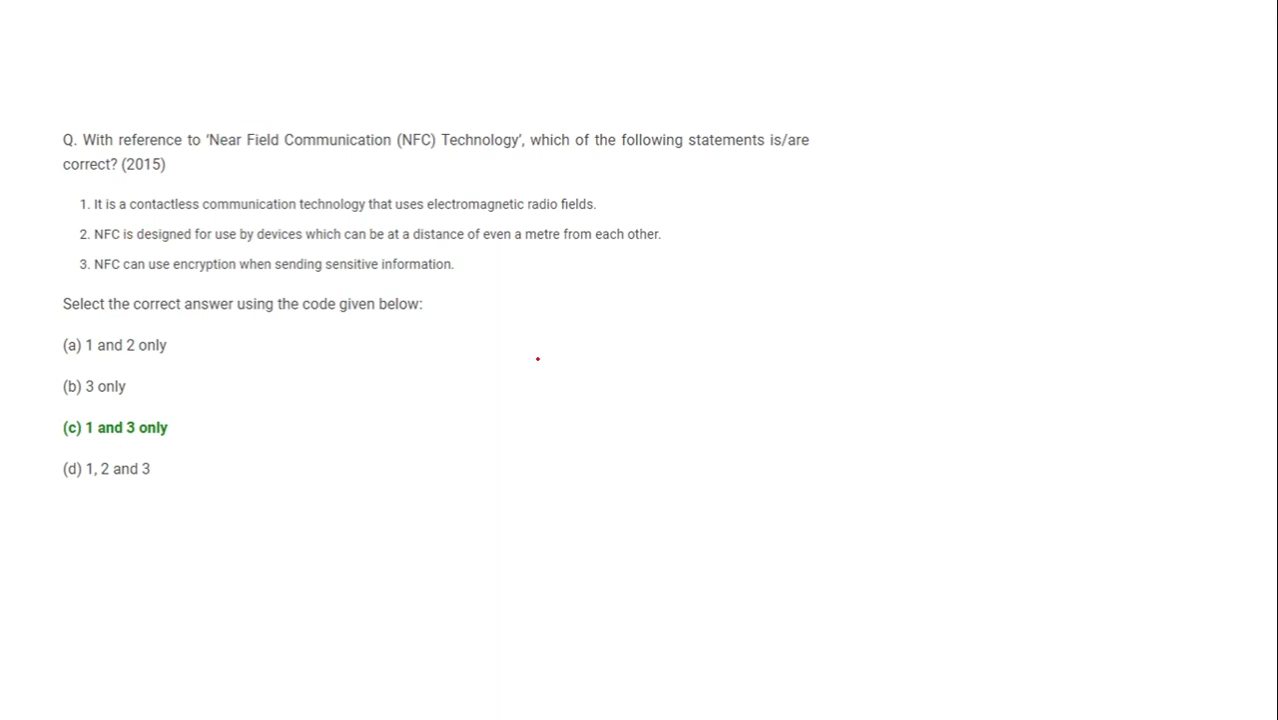 Q. With reference to ‘Near Field Communication (NFC) Technology’, which of the following statements is/are
correct? (2015)
1. It is a contactless communication technology that uses electromagnetic radio fields.
2. NFC is designed for use by devices which can be at a distance of even a metre from each other.
3. NFC can use encryption when sending sensitive information.
Select the correct answer using the code given below:
(a) 1 and 2 only
(b) 3 only
(c) 1 and 3 only
(d) 1, 2 and 3